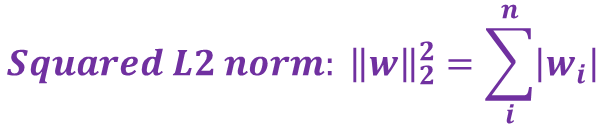 Squared L2 norm: ‖w‖₂² = ∑ᵢⁿ |wᵢ|